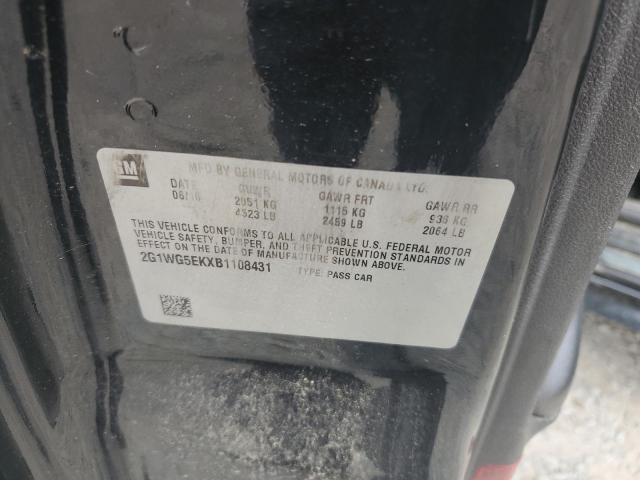 GM
MFD BY GENERAL MOTORS OF CANADA LTD.
DATE GVWR GAWR FRT GAWR RR
2051 KG 1115 KG 936 KG
4523 LB 2459 LB 2064 LB
THIS VEHICLE CONFORMS TO ALL APPLICABLE U.S. FEDERAL MOTOR
VEHICLE SAFETY, BUMPER, AND THEFT PREVENTION STANDARDS IN
EFFECT ON THE DATE OF MANUFACTURE SHOWN ABOVE.
2G1WG5EKXB1108431 TYPE: PASS CAR